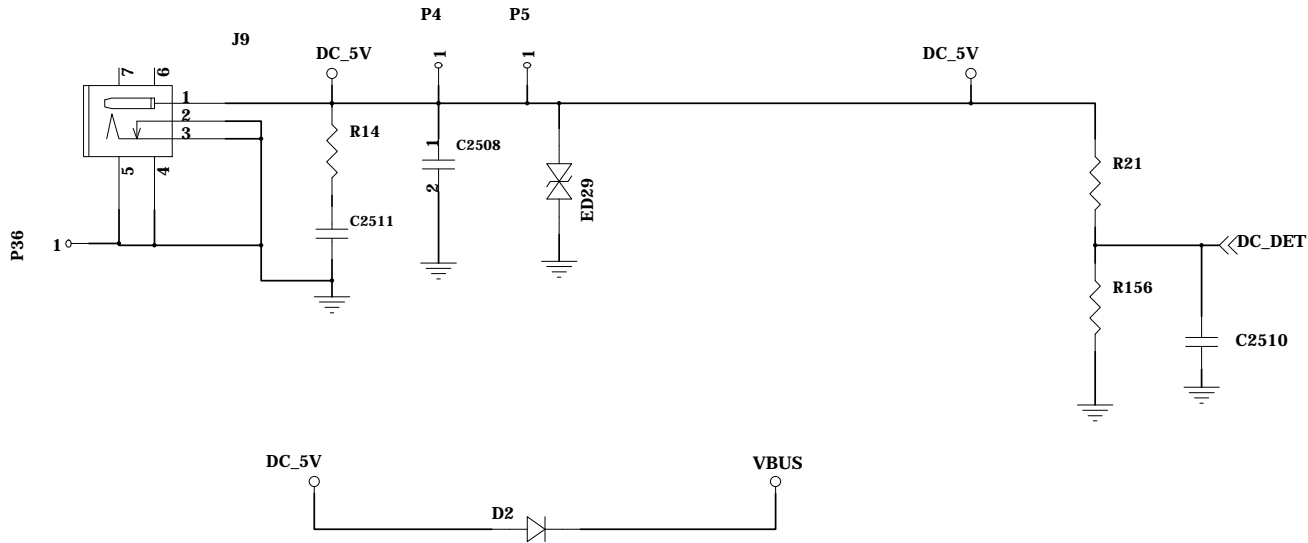 P4
P5
J9
DC_5V
DC_5V
1
1
7
6
1
2
3
R14
1
C2508
2
5
4
ED29
R21
C2511
P36
1
DC_DET
R156
C2510
DC_5V
VBUS
D2